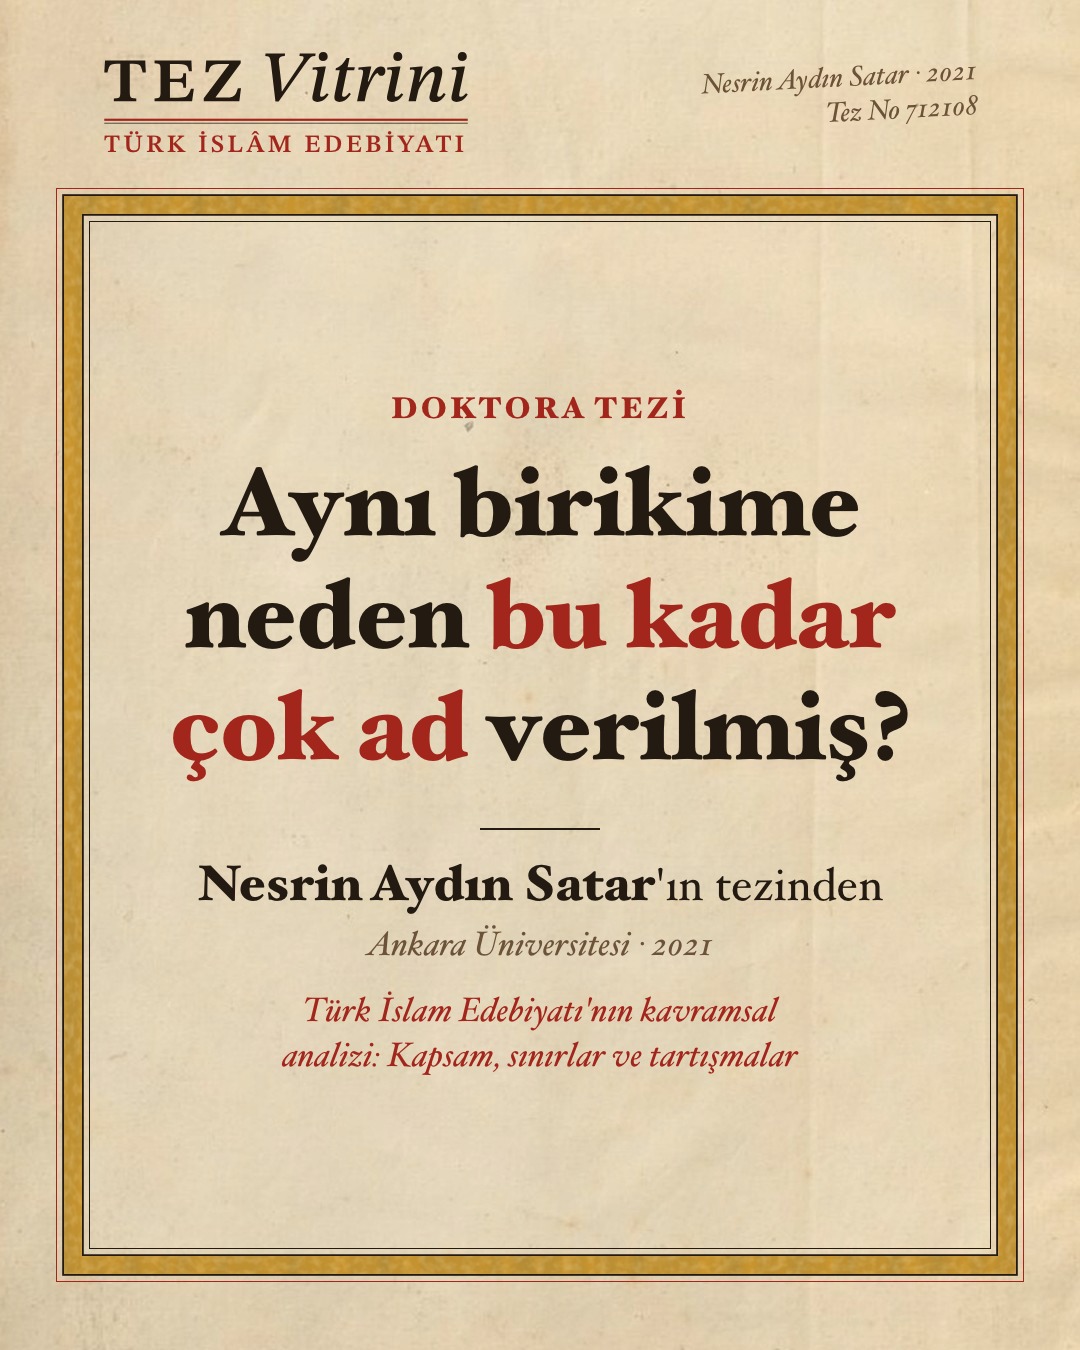 TEZ Vitrini
TÜRK İSLÂM EDEBİYATI
Nesrin Aydın Satar · 2021
Tez No 712108
DOKTORA TEZİ
Aynı birikime
neden bu kadar
çok ad verilmiş?
Nesrin Aydın Satar'ın tezinden
Ankara Üniversitesi · 2021
Türk İslam Edebiyatı'nın kavramsal
analizi: Kapsam, sınırlar ve tartışmalar